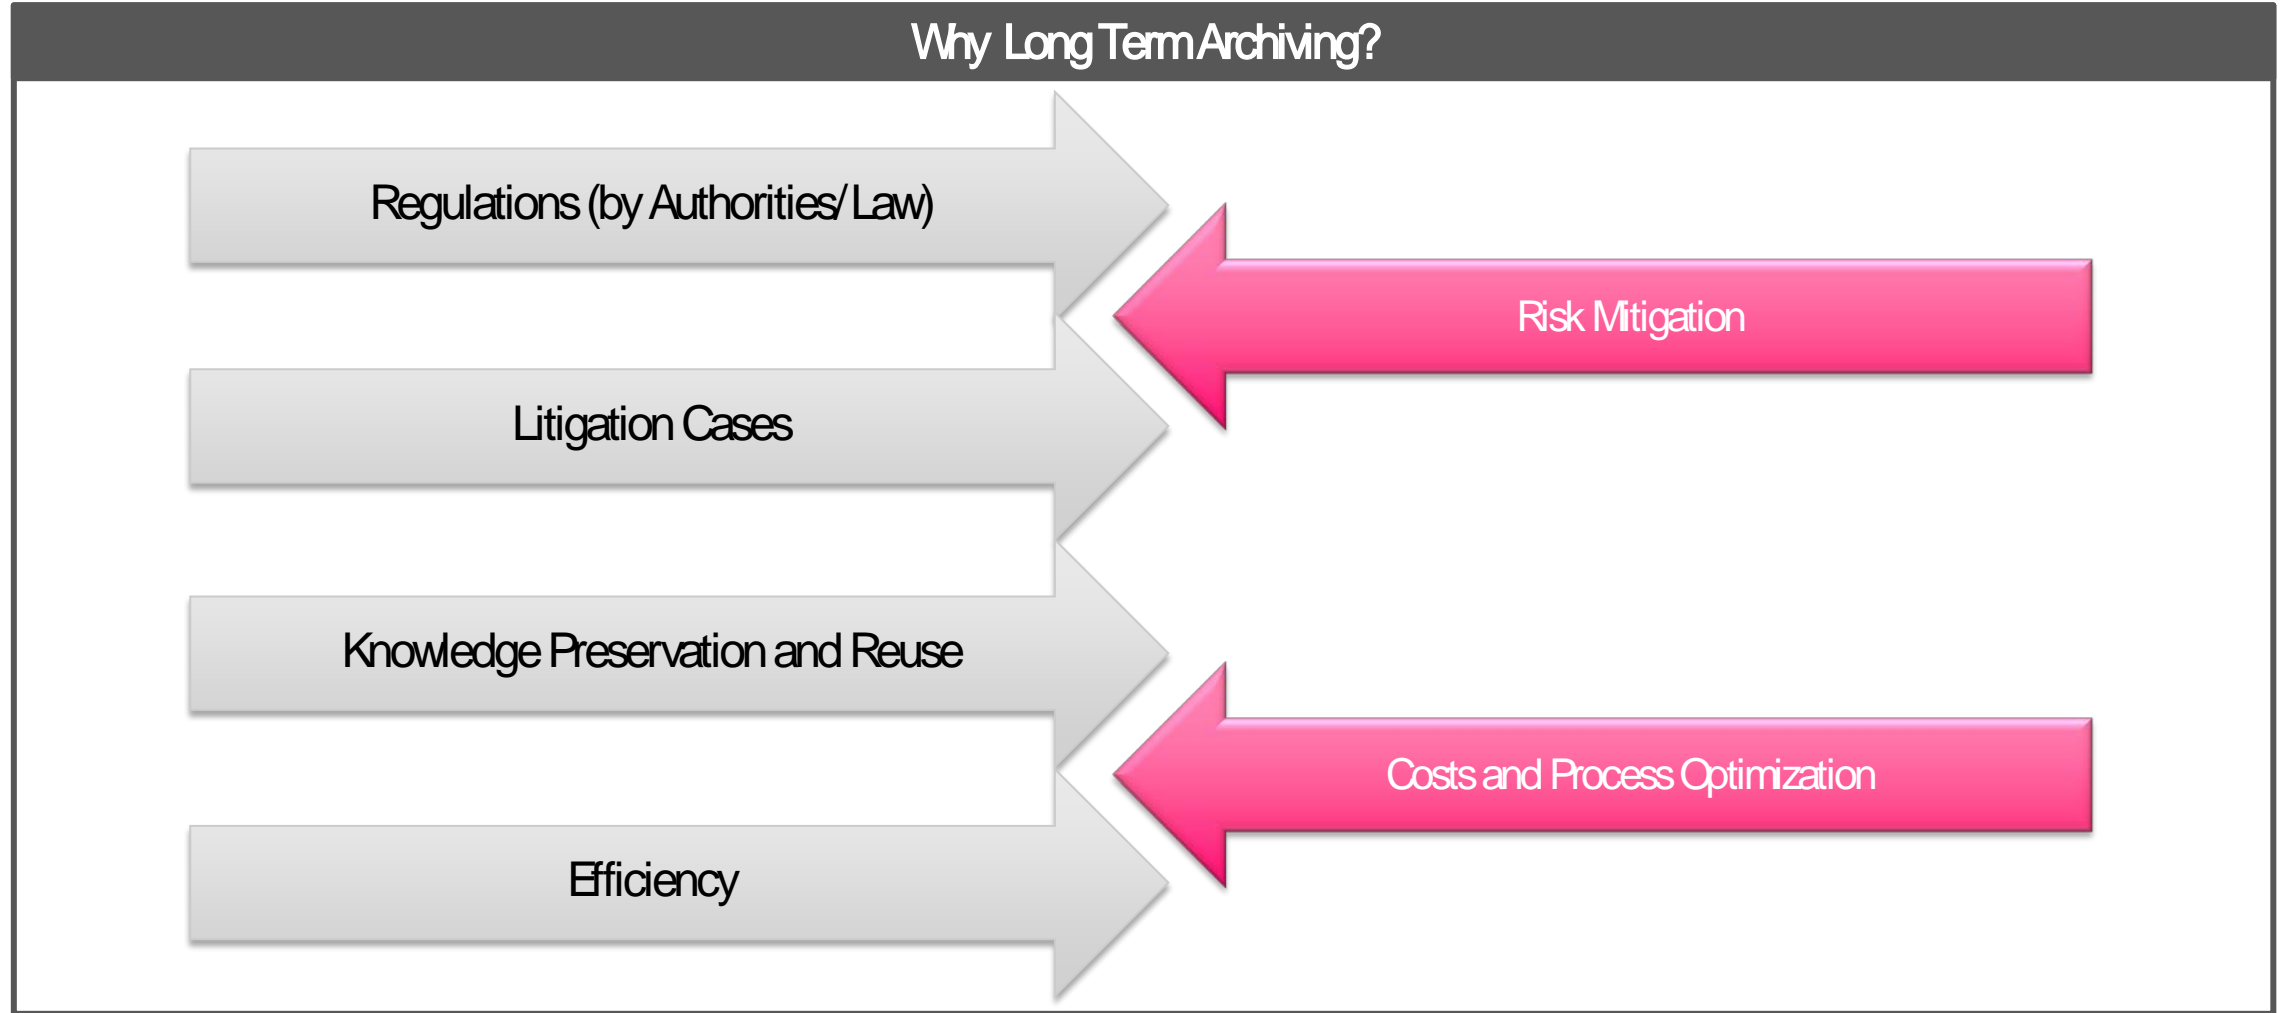 Why Long Term Archiving?
Regulations (by Authorities/ Law)
Risk Mitigation
Litigation Cases
Knowledge Preservation and Reuse
Costs and Process Optimization
Efficiency